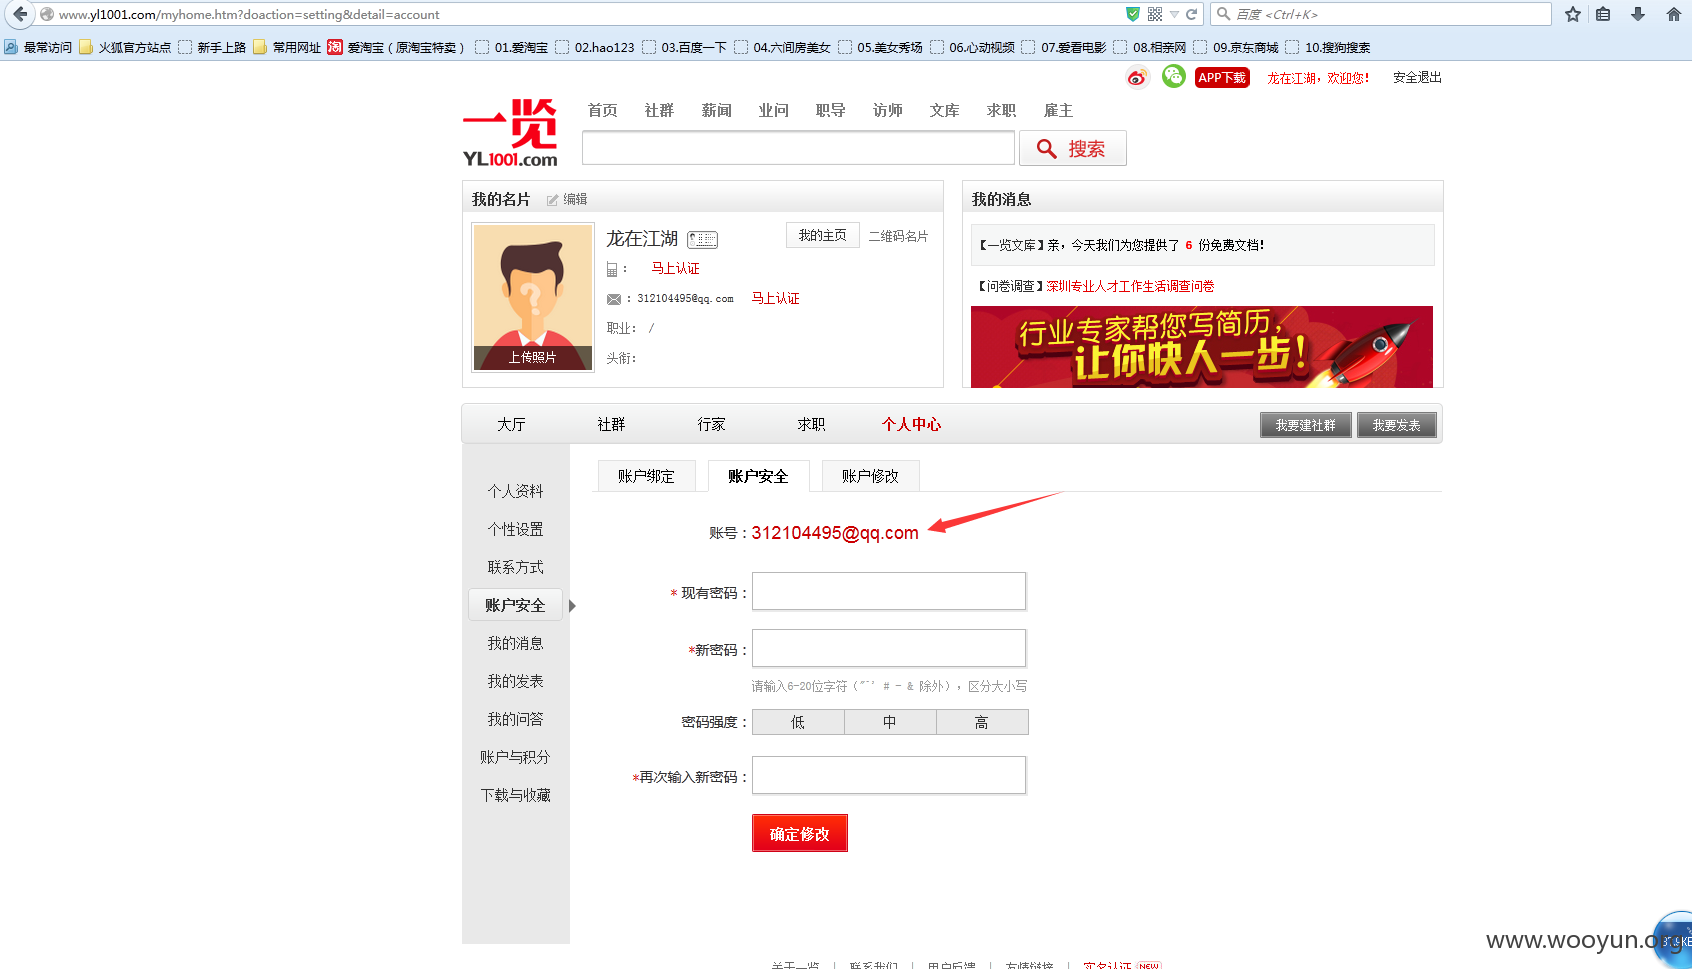 www.yl1001.com/myhome.htm?doaction=setting&detail=account
百度 <Ctrl+K>
最常访问 火狐官方站点 新手上路 常用网址 淘 爱淘宝（原淘宝特卖） 01.爱淘宝 02.hao123 03.百度一下 04.六间房美女 05.美女秀场 06.心动视频 07.爱看电影 08.相亲网 09.京东商城 10.搜狗搜索
APP下载 龙在江湖，欢迎您！ 安全退出
一览
YL1001.com
首页 社群 薪闻 业问 职导 访师 文库 求职 雇主
搜索
我的名片 编辑
龙在江湖
我的主页 二维码名片
： 马上认证
：312104495@qq.com 马上认证
职业： /
头衔：
上传照片
我的消息
【一览文库】亲，今天我们为您提供了 6 份免费文档！
【问卷调查】深圳专业人才工作生活调查问卷
行业专家帮您写简历，
让你快人一步！
大厅 社群 行家 求职 个人中心 我要建社群 我要发表
个人资料
个性设置
联系方式
账户安全
我的消息
我的发表
我的问答
账户与积分
下载与收藏
账户绑定 账户安全 账户修改
账号：312104495@qq.com
* 现有密码：
*新密码：
密码强度： 低 中 高
*再次输入新密码：
确定修改
关于一览 | 联系我们 | 用户反馈 | 友情链接 | 实名认证 NEW
www.wooyun.org